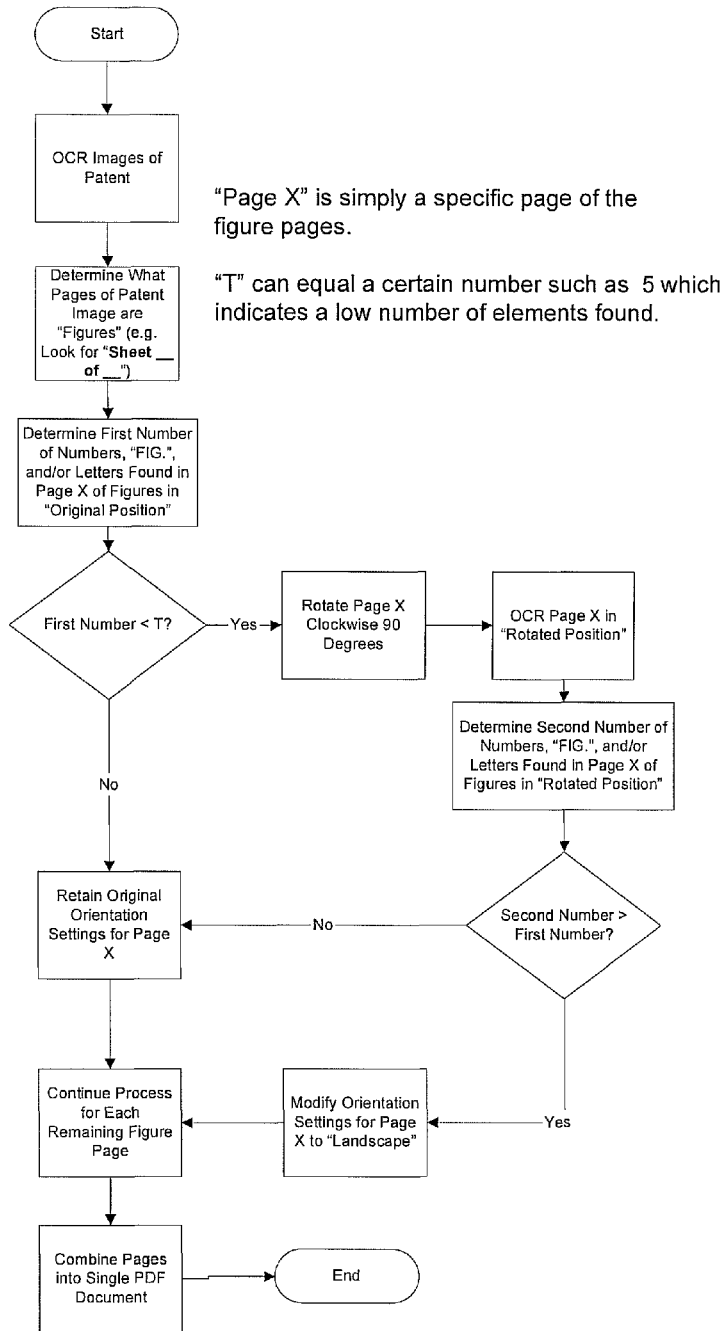 Start
OCR Images of
Patent
"Page X" is simply a specific page of the
figure pages.
"T" can equal a certain number such as  5 which
indicates a low number of elements found.
Determine What
Pages of Patent
Image are
"Figures" (e.g.
Look for "Sheet __
of __")
Determine First Number
of Numbers, "FIG.",
and/or Letters Found in
Page X of Figures in
"Original Position"
First Number < T?
Yes
Rotate Page X
Clockwise 90
Degrees
OCR Page X in
"Rotated Position"
Determine Second Number of
Numbers, "FIG.", and/or
Letters Found in Page X of
Figures in "Rotated Position"
No
Retain Original
Orientation
Settings for Page
X
No
Second Number >
First Number?
Yes
Modify Orientation
Settings for Page
X to "Landscape"
Continue Process
for Each
Remaining Figure
Page
Combine Pages
into Single PDF
Document
End